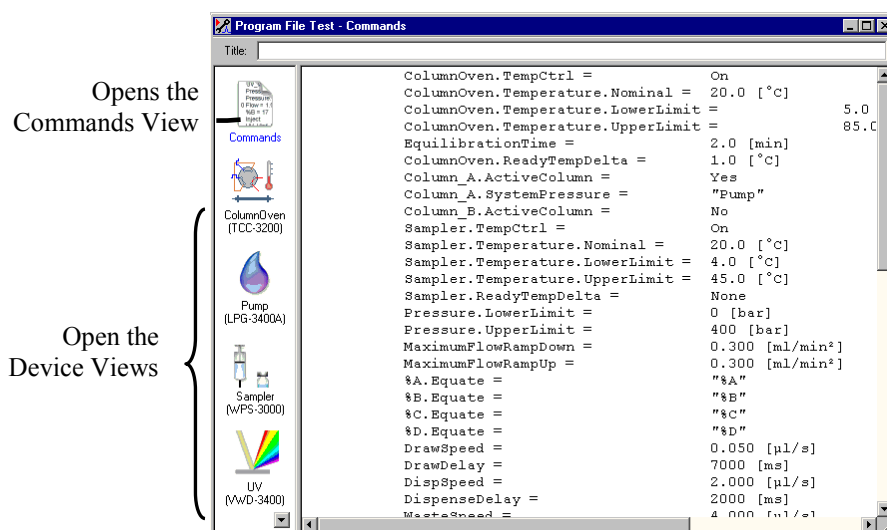 Program File Test - Commands
Title:
Opens the
Commands View
Commands
ColumnOven
(TCC-3200)
Pump
(LPG-3400A)
Open the
Device Views
Sampler
(WPS-3000)
UV
(VWD-3400)
ColumnOven.TempCtrl = On
ColumnOven.Temperature.Nominal = 20.0 [°C]
ColumnOven.Temperature.LowerLimit = 5.0
ColumnOven.Temperature.UpperLimit = 85.0
EquilibrationTime = 2.0 [min]
ColumnOven.ReadyTempDelta = 1.0 [°C]
Column_A.ActiveColumn = Yes
Column_A.SystemPressure = "Pump"
Column_B.ActiveColumn = No
Sampler.TempCtrl = On
Sampler.Temperature.Nominal = 20.0 [°C]
Sampler.Temperature.LowerLimit = 4.0 [°C]
Sampler.Temperature.UpperLimit = 45.0 [°C]
Sampler.ReadyTempDelta = None
Pressure.LowerLimit = 0 [bar]
Pressure.UpperLimit = 400 [bar]
MaximumFlowRampDown = 0.300 [ml/min²]
MaximumFlowRampUp = 0.300 [ml/min²]
%A.Equate = "%A"
%B.Equate = "%B"
%C.Equate = "%C"
%D.Equate = "%D"
DrawSpeed = 0.050 [µl/s]
DrawDelay = 7000 [ms]
DispSpeed = 2.000 [µl/s]
DispenseDelay = 2000 [ms]
WasteSpeed = 4.000 [µl/s]